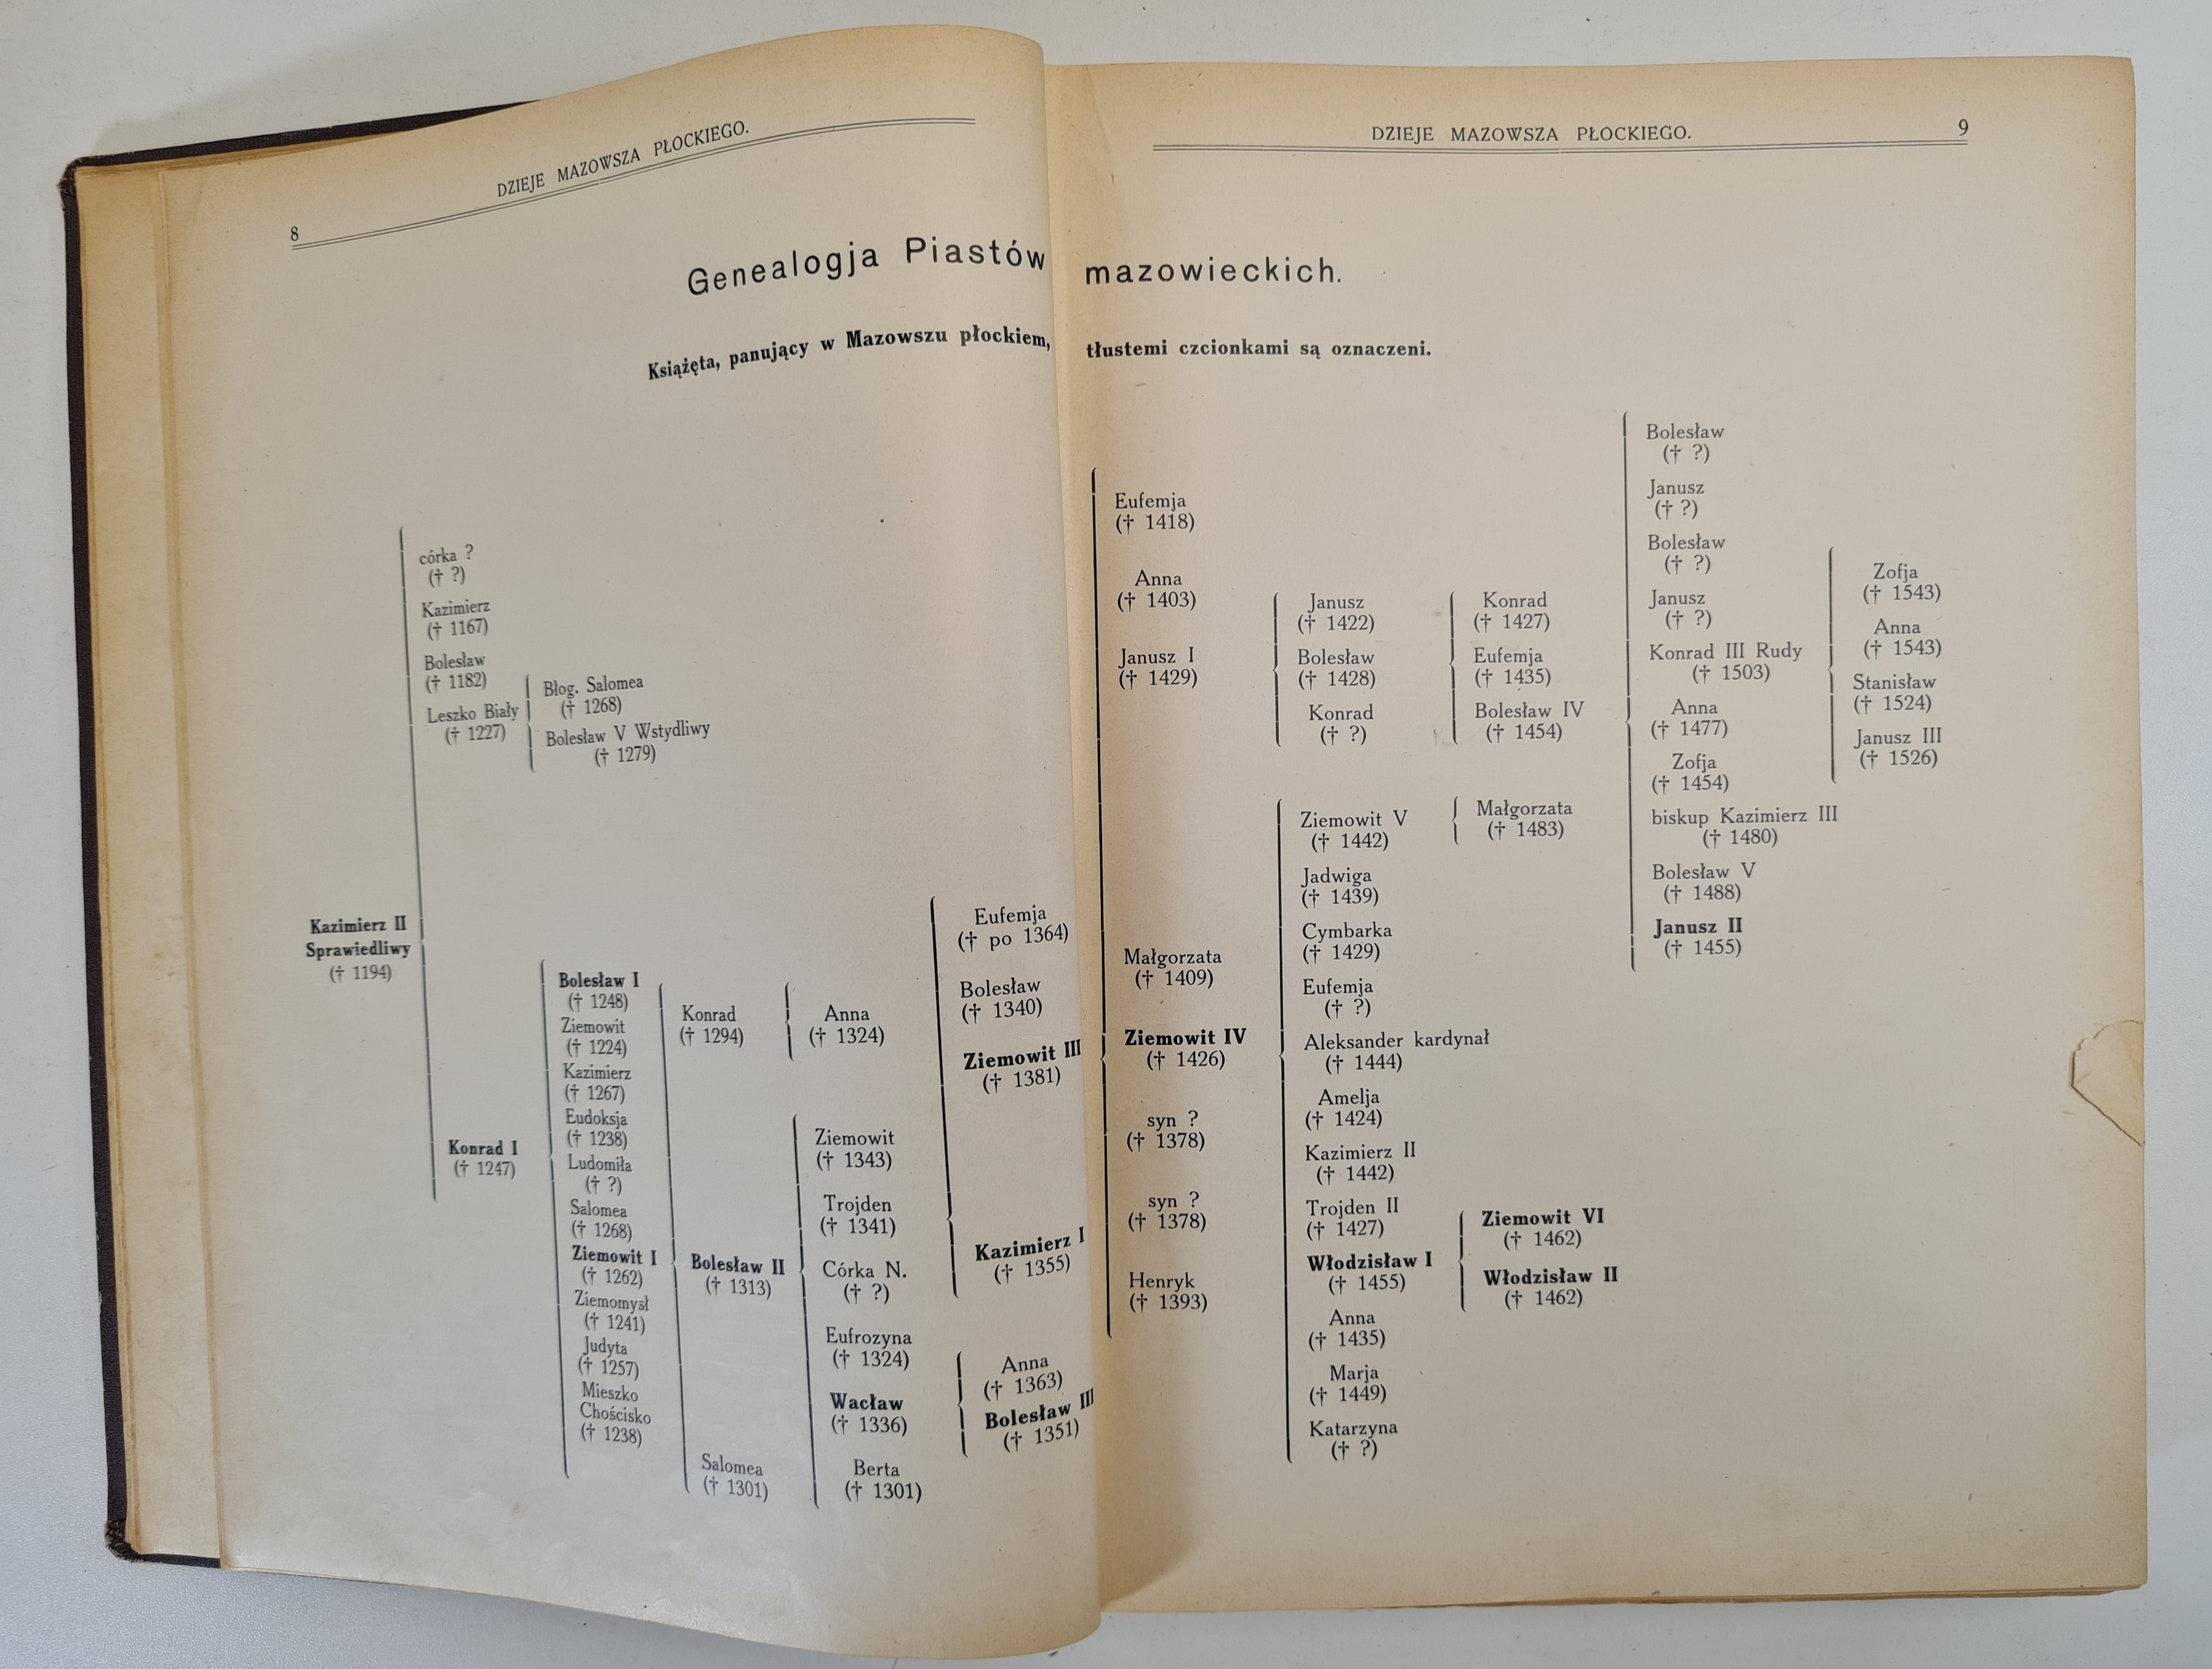 8
DZIEJE MAZOWSZA PŁOCKIEGO.
Genealogja Piastów
Książęta, panujący w Mazowszu płockiem,
Kazimierz II
Sprawiedliwy
(† 1194)
córka ?
(† ?)
Kazimierz
(† 1167)
Bolesław
(† 1182)
Leszko Biały
(† 1227)
Konrad I
(† 1247)
Błog. Salomea
(† 1268)
Bolesław V Wstydliwy
(† 1279)
Bolesław I
(† 1248)
Ziemowit
(† 1224)
Kazimierz
(† 1267)
Eudoksja
(† 1238)
Ludomiła
(† ?)
Salomea
(† 1268)
Ziemowit I
(† 1262)
Ziemomysł
(† 1241)
Judyta
(† 1257)
Mieszko
Chościsko
(† 1238)
Konrad
(† 1294)
Bolesław II
(† 1313)
Salomea
(† 1301)
Anna
(† 1324)
Ziemowit
(† 1343)
Trojden
(† 1341)
Córka N.
(† ?)
Eufrozyna
(† 1324)
Wacław
(† 1336)
Berta
(† 1301)
Eufemja
(† po 1364)
Bolesław
(† 1340)
Ziemowit III
(† 1381)
Kazimierz I
(† 1355)
Anna
(† 1363)
Bolesław III
(† 1351)
DZIEJE MAZOWSZA PŁOCKIEGO.
9
mazowieckich.
tłustemi czcionkami są oznaczeni.
Eufemja
(† 1418)
Anna
(† 1403)
Janusz I
(† 1429)
Małgorzata
(† 1409)
Ziemowit IV
(† 1426)
syn ?
(† 1378)
syn ?
(† 1378)
Henryk
(† 1393)
Janusz
(† 1422)
Bolesław
(† 1428)
Konrad
(† ?)
Ziemowit V
(† 1442)
Jadwiga
(† 1439)
Cymbarka
(† 1429)
Eufemja
(† ?)
Aleksander kardynał
(† 1444)
Amelja
(† 1424)
Kazimierz II
(† 1442)
Trojden II
(† 1427)
Włodzisław I
(† 1455)
Anna
(† 1435)
Marja
(† 1449)
Katarzyna
(† ?)
Konrad
(† 1427)
Eufemja
(† 1435)
Bolesław IV
(† 1454)
Małgorzata
(† 1483)
Ziemowit VI
(† 1462)
Włodzisław II
(† 1462)
Bolesław
(† ?)
Janusz
(† ?)
Bolesław
(† ?)
Janusz
(† ?)
Konrad III Rudy
(† 1503)
Anna
(† 1477)
Zofja
(† 1454)
biskup Kazimierz III
(† 1480)
Bolesław V
(† 1488)
Janusz II
(† 1455)
Zofja
(† 1543)
Anna
(† 1543)
Stanisław
(† 1524)
Janusz III
(† 1526)